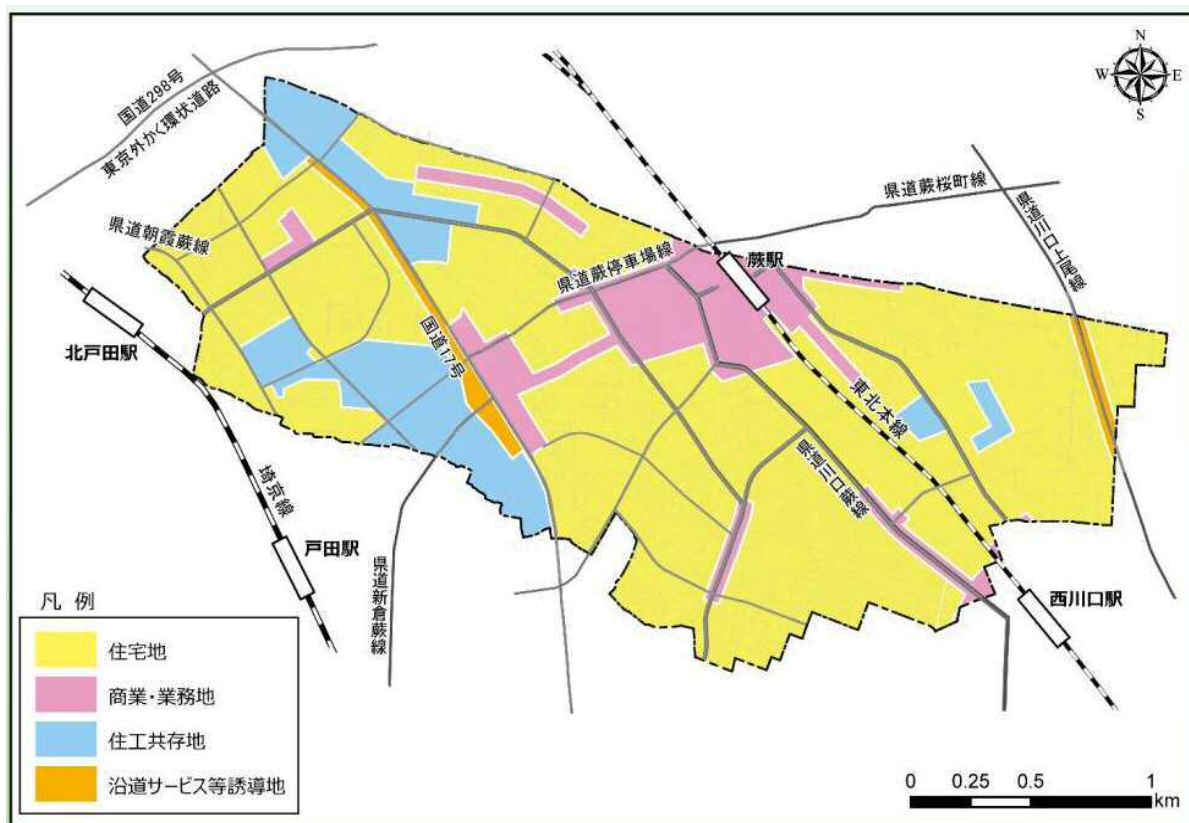 N
W
E
S
国道298号
東京外かく環状道路
県道蕨桜町線
県道川口上尾線
県道朝霞蕨線
県道蕨停車場線
蕨駅
北戸田駅
国道17号
東北本線
県道川口蕨線
埼京線
戸田駅
県道新倉蕨線
西川口駅
凡 例
住宅地
商業・業務地
住工共存地
沿道サービス等誘導地
0 0.25 0.5 1
km